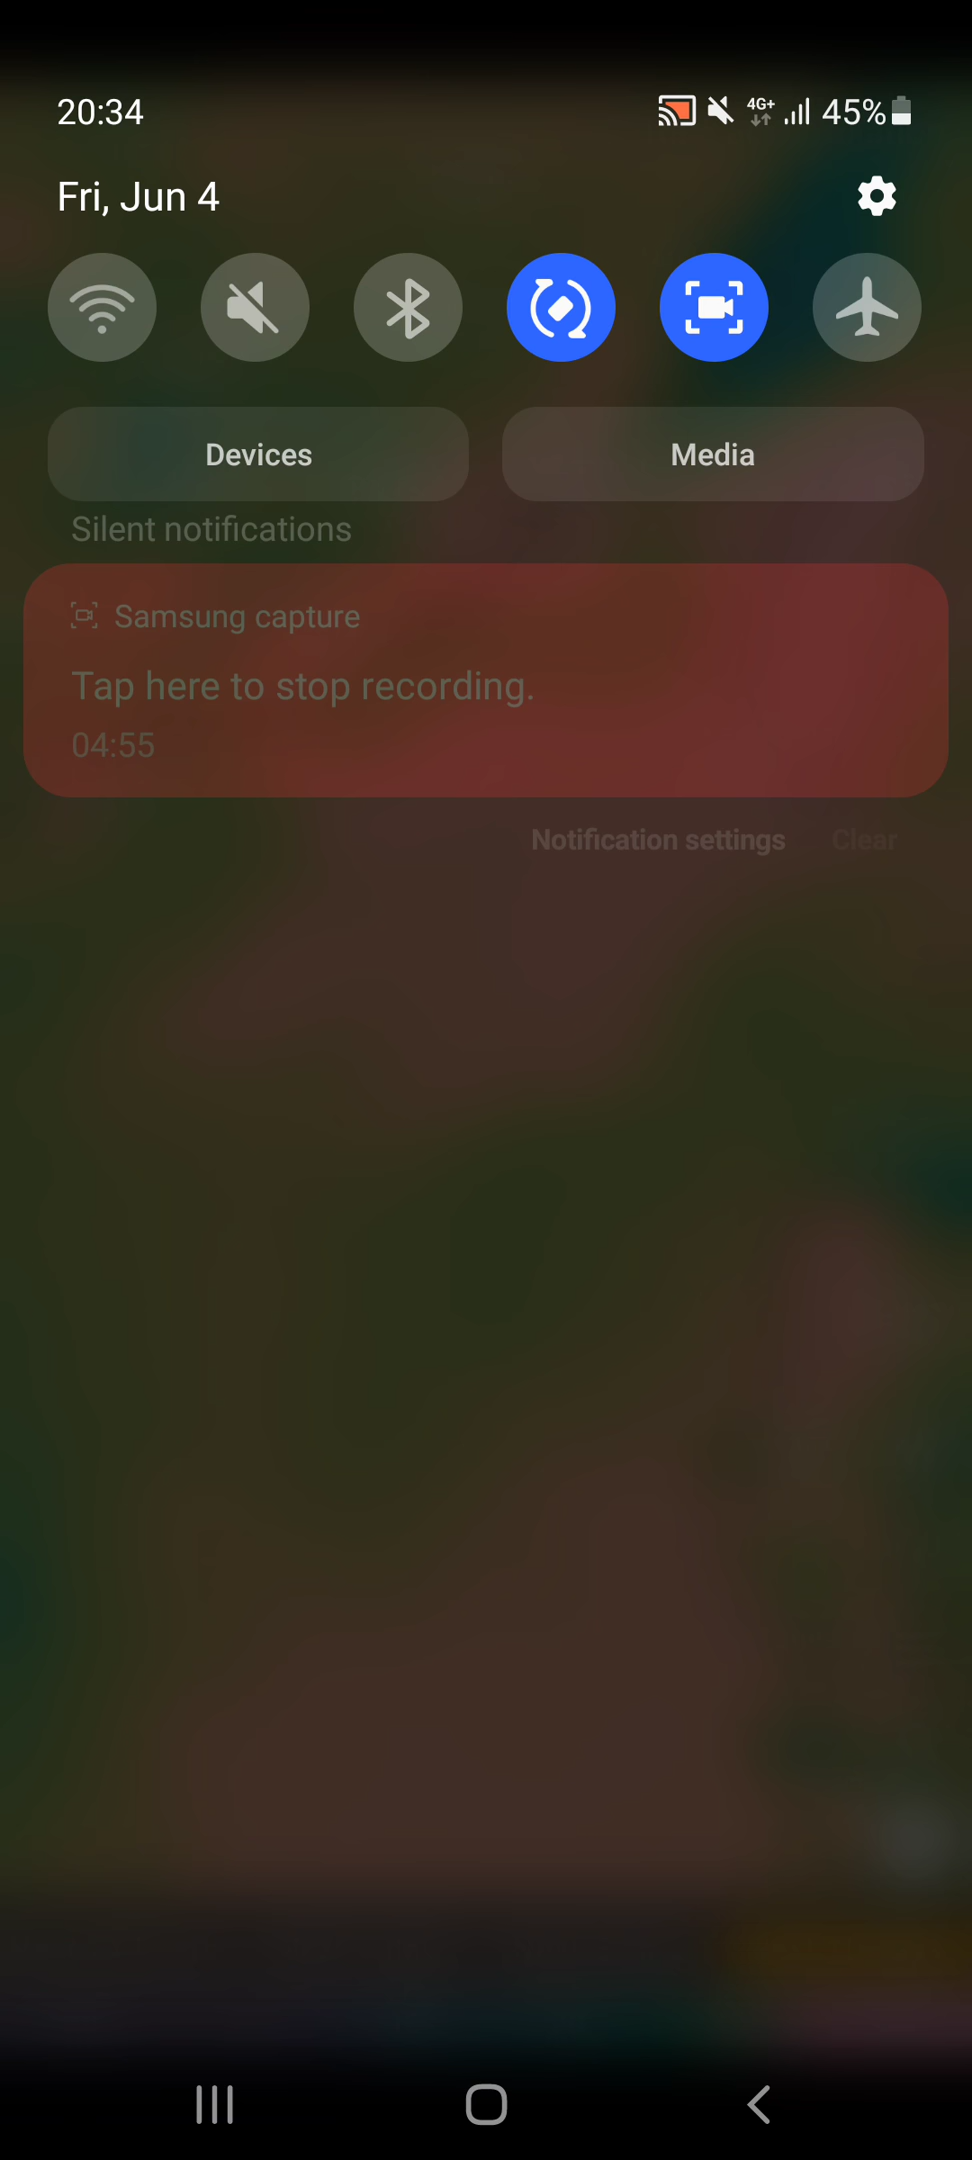 20:34
4G+ 45%
Fri, Jun 4
Devices Media
Silent notifications
Samsung capture
Tap here to stop recording.
04:55
Notification settings Clear